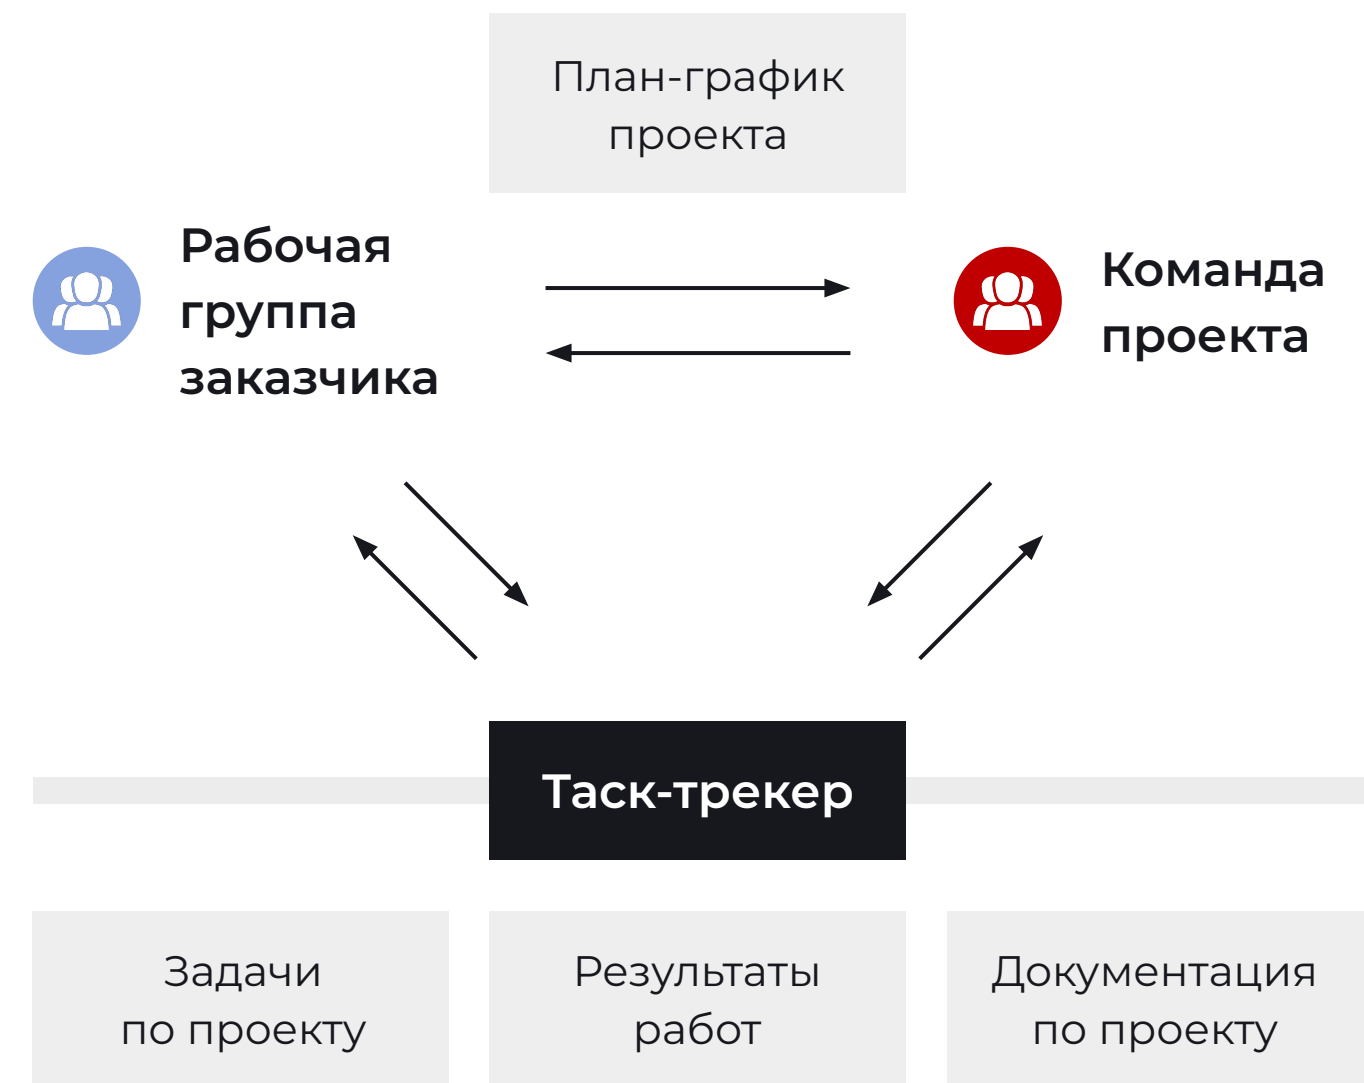 План-график
проекта
Рабочая
группа
заказчика
Команда
проекта
Таск-трекер
Задачи
по проекту
Результаты
работ
Документация
по проекту